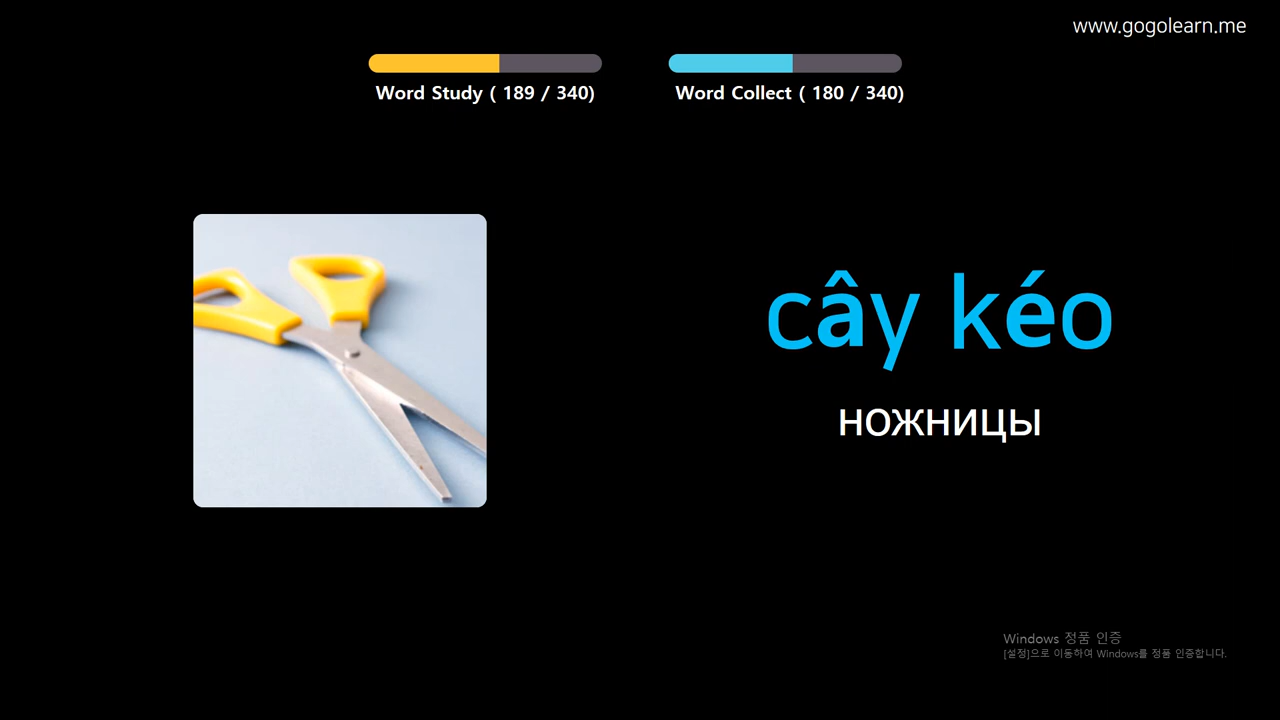 www.gogolearn.me
Word Study ( 189 / 340)
Word Collect ( 180 / 340)
cây kéo
ножницы
Windows 정품 인증
[설정]으로 이동하여 Windows를 정품 인증합니다.